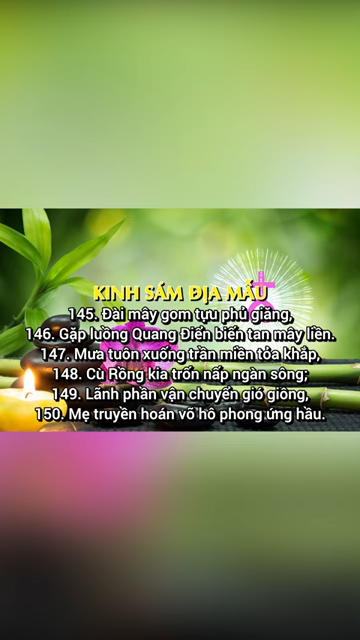 KINH SÁM ĐỊA MẪU
145. Đài mây gom tựu phủ giăng,
146. Gặp luồng Quang Điển biến tan mây liền.
147. Mưa tuôn xuống trần miền tỏa khắp,
148. Cù Rồng kia trốn nấp ngàn sông;
149. Lãnh phần vận chuyển gió giông,
150. Mẹ truyền hoán võ hô phong ứng hầu.